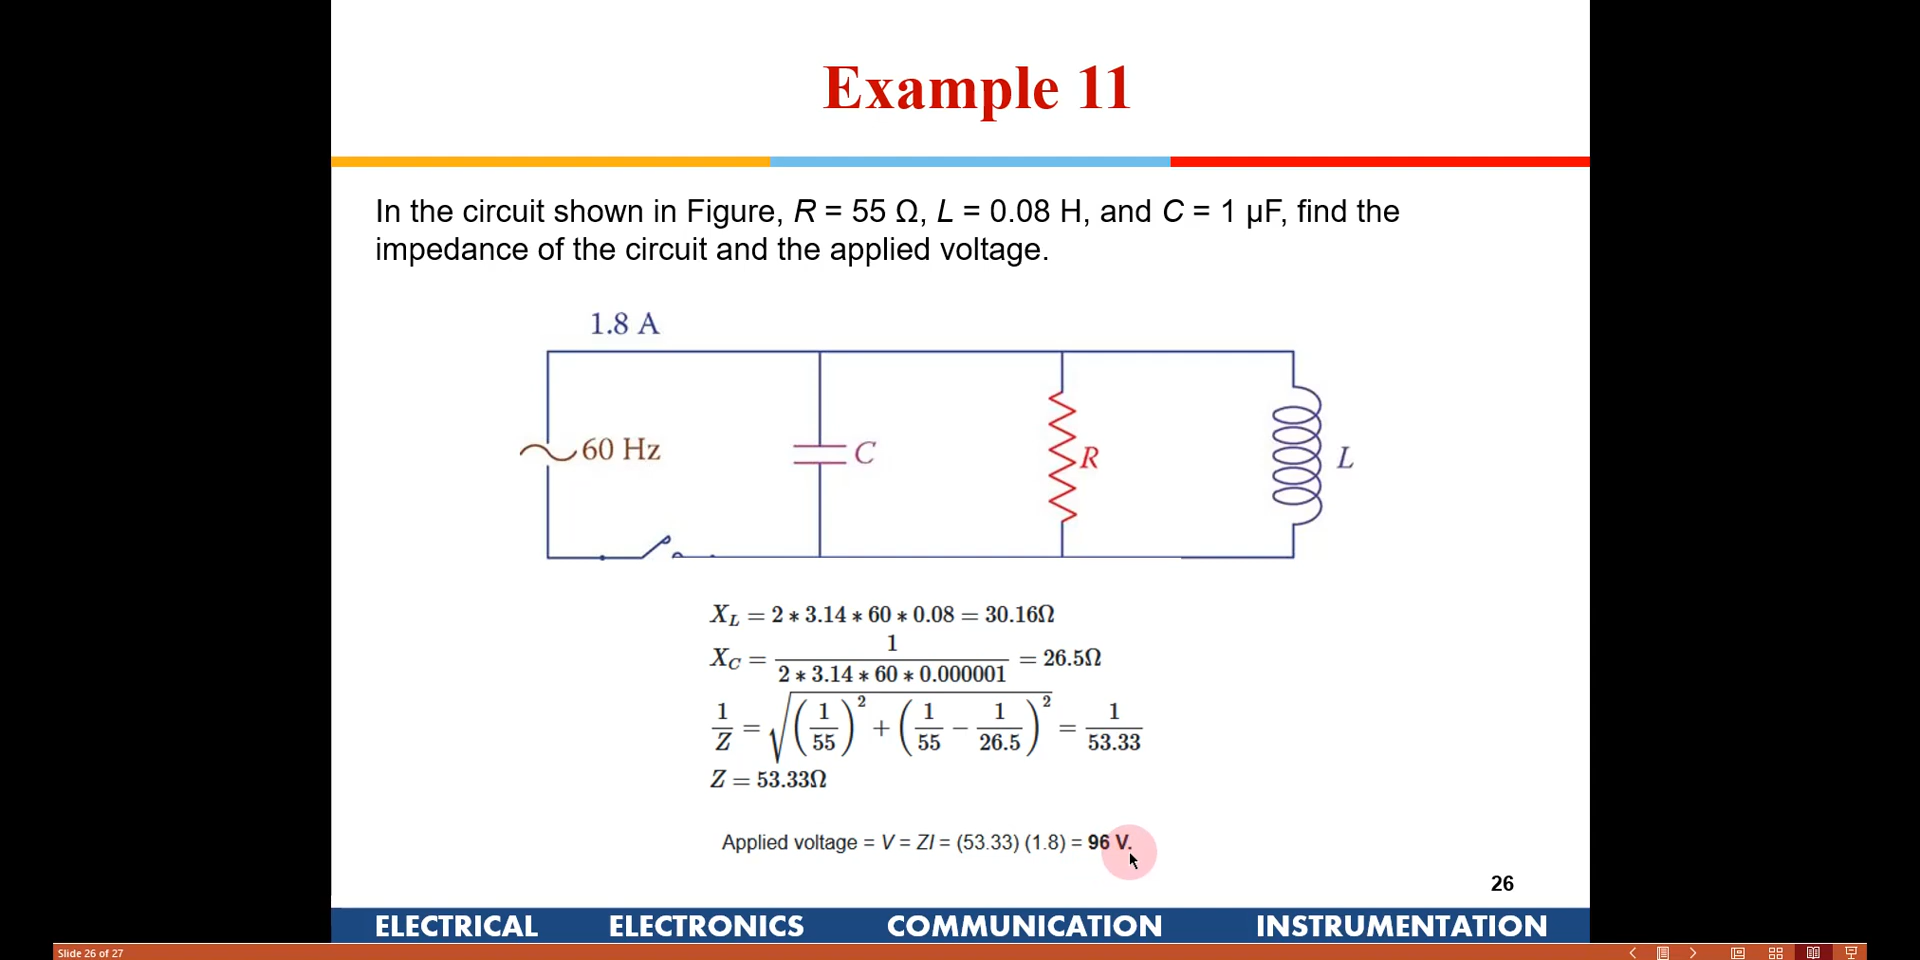 Example 11
In the circuit shown in Figure, R = 55 Ω, L = 0.08 H, and C = 1 μF, find the
impedance of the circuit and the applied voltage.
1.8 A
60 Hz
C
R
L
X_L = 2 * 3.14 * 60 * 0.08 = 30.16Ω
X_C = 1 / (2 * 3.14 * 60 * 0.000001) = 26.5Ω
1/Z = √((1/55)² + (1/55 − 1/26.5)²) = 1/53.33
Z = 53.33Ω
Applied voltage = V = ZI = (53.33) (1.8) = 96 V.
26
ELECTRICAL ELECTRONICS COMMUNICATION INSTRUMENTATION
Slide 26 of 27